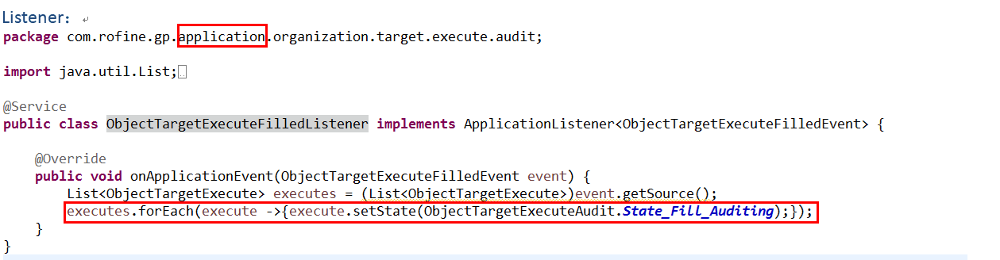 Listener：
package com.rofine.gp.application.organization.target.execute.audit;
import java.util.List;
@Service
public class ObjectTargetExecuteFilledListener implements ApplicationListener<ObjectTargetExecuteFilledEvent> {
@Override
public void onApplicationEvent(ObjectTargetExecuteFilledEvent event) {
List<ObjectTargetExecute> executes = (List<ObjectTargetExecute>)event.getSource();
executes.forEach(execute ->{execute.setState(ObjectTargetExecuteAudit.State_Fill_Auditing);});
}
}